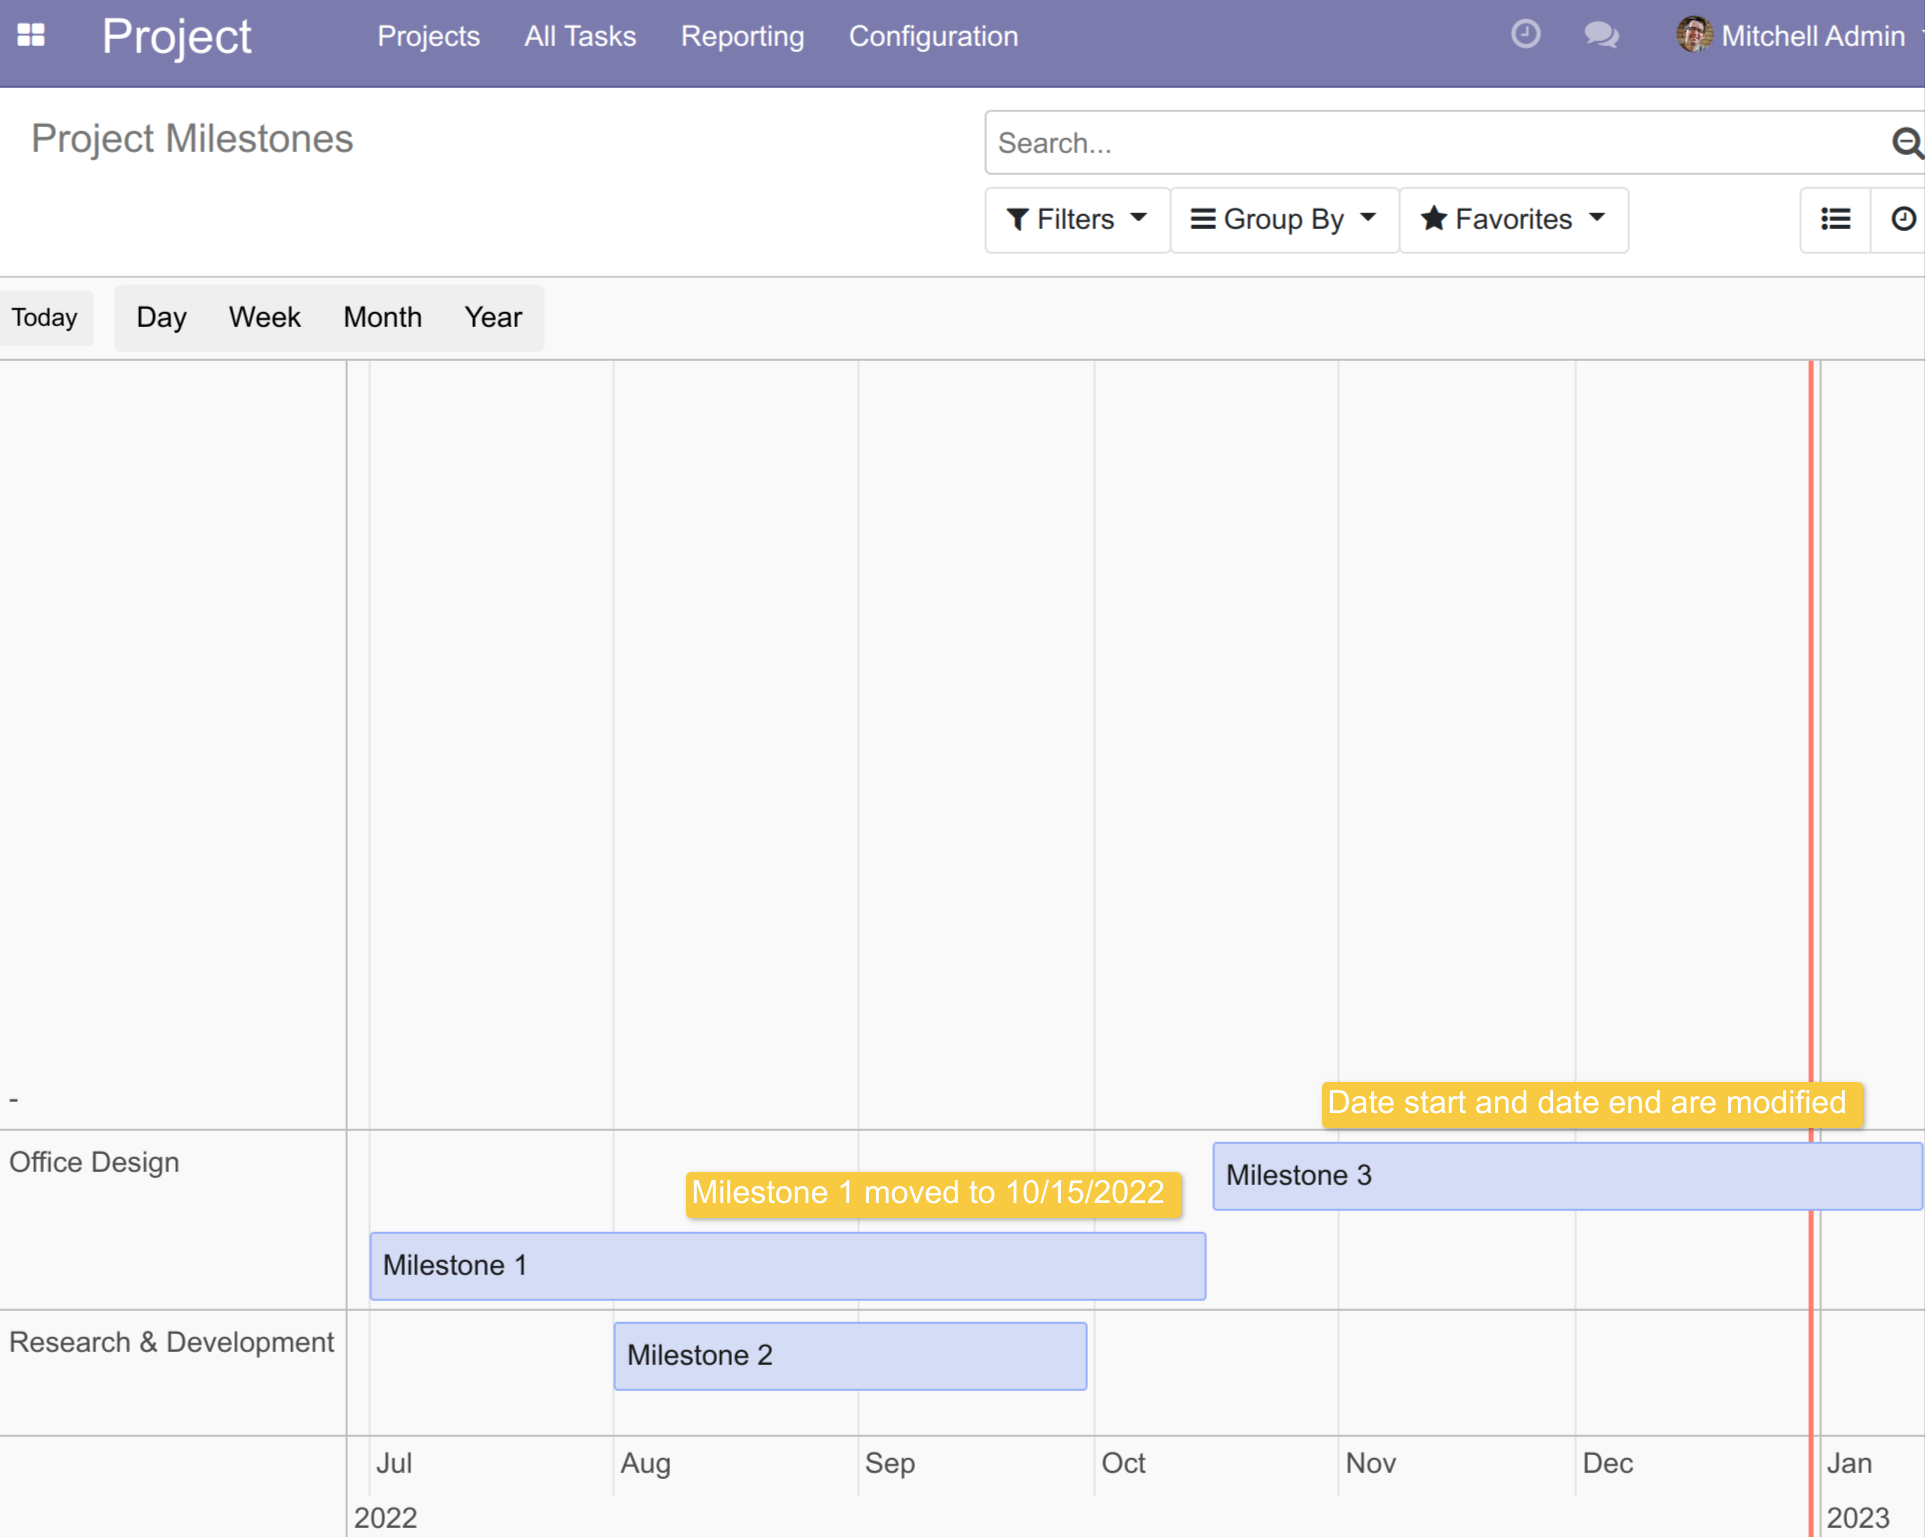 Project Projects All Tasks Reporting Configuration Mitchell Admin
Project Milestones
Search...
Filters Group By Favorites
Today Day Week Month Year
-
Date start and date end are modified
Office Design
Milestone 3
Milestone 1 moved to 10/15/2022
Milestone 1
Research & Development
Milestone 2
Jul Aug Sep Oct Nov Dec Jan
2022 2023